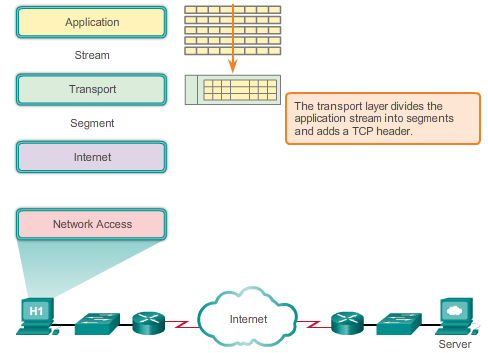 Application
Stream
Transport
The transport layer divides the
application stream into segments
and adds a TCP header.
Segment
Internet
Network Access
H1
Internet
Server